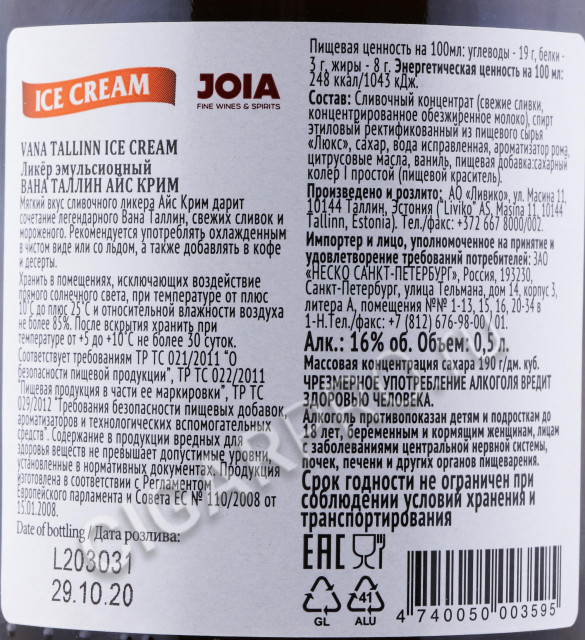 ICE CREAM
JOIA
FINE WINES & SPIRITS
VANA TALLINN ICE CREAM
Ликёр эмульсионный
ВАНА ТАЛЛИН АЙС КРИМ
Мягкий вкус сливочного ликера Айс Крим дарит
сочетание легендарного Вана Таллин, свежих сливок и
мороженого. Рекомендуется употреблять охлажденным
в чистом виде или со льдом, а также добавлять в кофе
и десерты.
Хранить в помещениях, исключающих воздействие
прямого солнечного света, при температуре от плюс
10˚С до плюс 25˚С и относительной влажности воздуха
не более 85%. После вскрытия хранить при
температуре от +5 до +10˚С не более 30 суток.
Соответствует требованиям ТР ТС 021/2011 "О
безопасности пищевой продукции", ТР ТС 022/2011
"Пищевая продукция в части ее маркировки", ТР ТС
029/2012 "Требования безопасности пищевых добавок,
ароматизаторов и технологических вспомогательных
средств". Содержание в продукции вредных для
здоровья веществ не превышает допустимые уровни,
установленные в нормативных документах. Продукция
изготовлена в соответствии с Регламентом
Европейского парламента и Совета ЕС № 110/2008 от
15.01.2008.
Date of bottling / Дата розлива:
L203031
29.10.20
Пищевая ценность на 100мл: углеводы - 19 г, белки -
3 г, жиры - 8 г. Энергетическая ценность на 100 мл:
248 ккал/1043 кДж.
Состав: Сливочный концентрат (свежие сливки,
концентрированное обезжиренное молоко), спирт
этиловый ректификованный из пищевого сырья
«Люкс», сахар, вода исправленная, ароматизатор рома,
цитрусовые масла, ваниль, пищевая добавка:сахарный
колер I простой (пищевой краситель).
Произведено и розлито: АО «Ливико», ул. Масина 11,
10144 Таллин, Эстония ("Liviko" AS, Masina 11, 10144
Tallinn, Estonia). Тел./факс: +372 667 8000/002.
Импортер и лицо, уполномоченное на принятие и
удовлетворение требований потребителей: ЗАО
«НЕСКО САНКТ-ПЕТЕРБУРГ», Россия, 193230,
Санкт-Петербург, улица Тельмана, дом 14, корпус 3,
литера А, помещения №№ 1-13, 15, 16, 20-34 в
1-Н.Тел./факс: +7 (812) 676-98-00/ 01.
Алк.: 16% об. Объем: 0,5 л.
Массовая концентрация сахара 190 г/дм. куб.
ЧРЕЗМЕРНОЕ УПОТРЕБЛЕНИЕ АЛКОГОЛЯ ВРЕДИТ
ЗДОРОВЬЮ ЧЕЛОВЕКА.
Алкоголь противопоказан детям и подросткам до
18 лет, беременным и кормящим женщинам, лицам
с заболеваниями центральной нервной системы,
почек, печени и других органов пищеварения.
Срок годности не ограничен при
соблюдении условий хранения и
транспортирования
EAC
GL
41
ALU
4 740050 003595